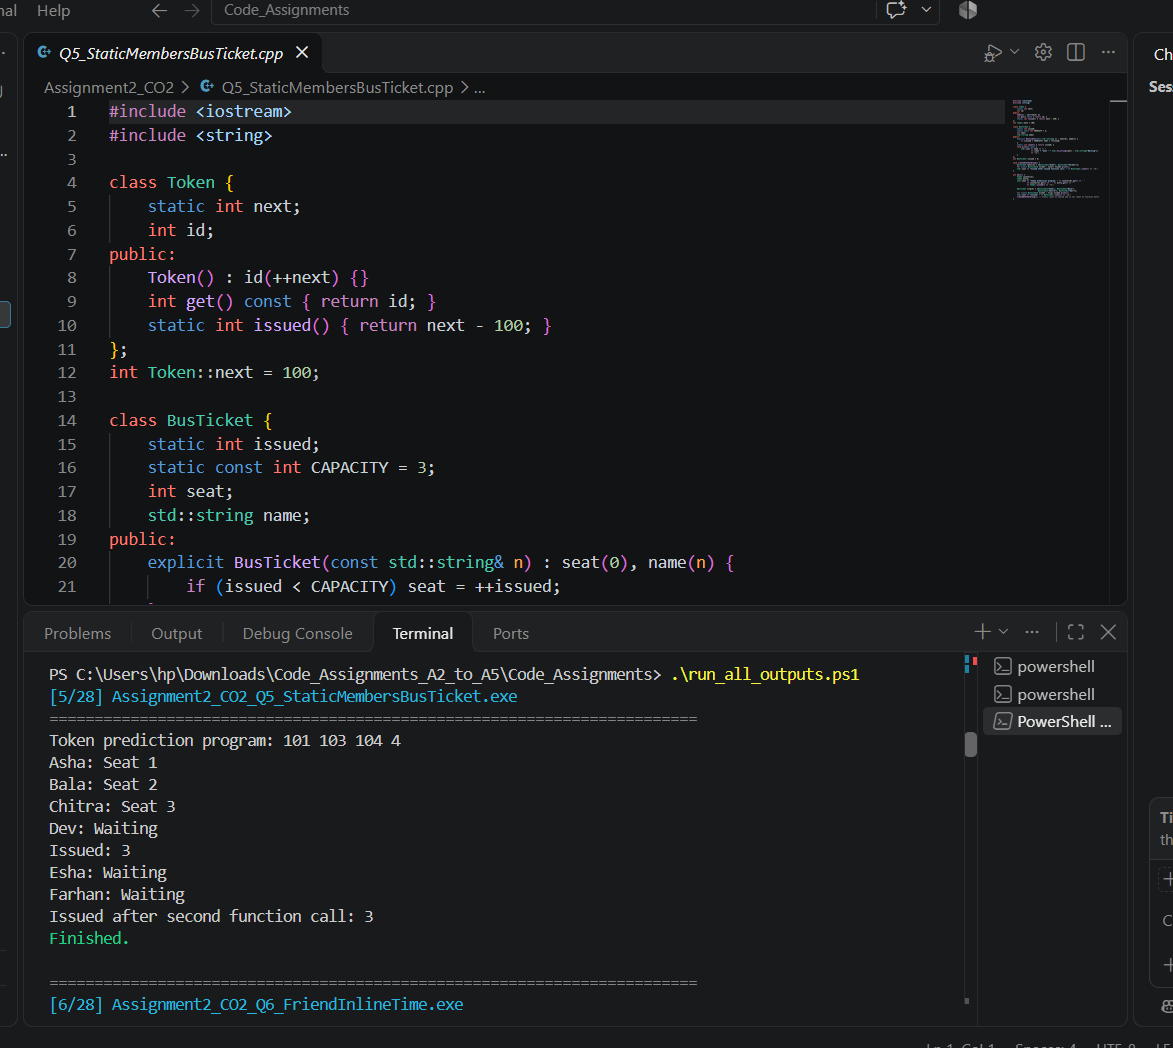 nal Help Code_Assignments
Q5_StaticMembersBusTicket.cpp
Assignment2_CO2 > Q5_StaticMembersBusTicket.cpp > ...
1 #include <iostream>
2 #include <string>
3
4 class Token {
5 static int next;
6 int id;
7 public:
8 Token() : id(++next) {}
9 int get() const { return id; }
10 static int issued() { return next - 100; }
11 };
12 int Token::next = 100;
13
14 class BusTicket {
15 static int issued;
16 static const int CAPACITY = 3;
17 int seat;
18 std::string name;
19 public:
20 explicit BusTicket(const std::string& n) : seat(0), name(n) {
21 if (issued < CAPACITY) seat = ++issued;
Ch
Ses
Problems Output Debug Console Terminal Ports
PS C:\Users\hp\Downloads\Code_Assignments_A2_to_A5\Code_Assignments> .\run_all_outputs.ps1
[5/28] Assignment2_CO2_Q5_StaticMembersBusTicket.exe
========================================================================
Token prediction program: 101 103 104 4
Asha: Seat 1
Bala: Seat 2
Chitra: Seat 3
Dev: Waiting
Issued: 3
Esha: Waiting
Farhan: Waiting
Issued after second function call: 3
Finished.
========================================================================
[6/28] Assignment2_CO2_Q6_FriendInlineTime.exe
powershell
powershell
PowerShell ...
Ti
th